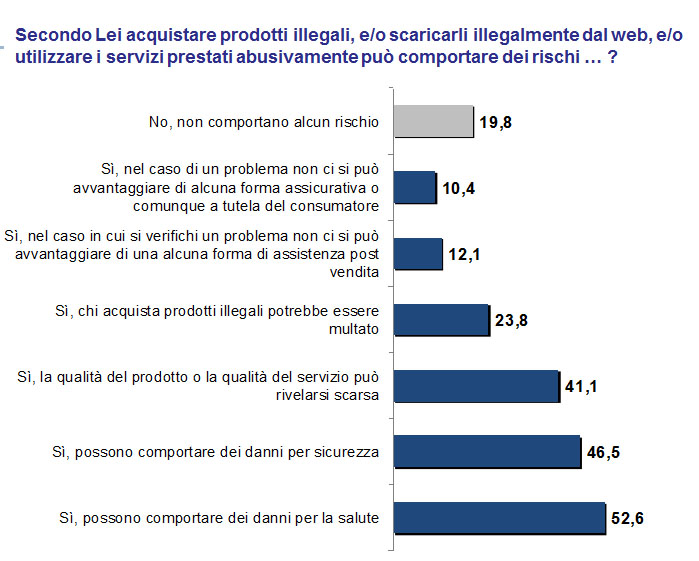 Secondo Lei acquistare prodotti illegali, e/o scaricarli illegalmente dal web, e/o
utilizzare i servizi prestati abusivamente può comportare dei rischi … ?
No, non comportano alcun rischio
19,8
Sì, nel caso di un problema non ci si può
avvantaggiare di alcuna forma assicurativa o
comunque a tutela del consumatore
10,4
Sì, nel caso in cui si verifichi un problema non ci si può
avvantaggiare di una alcuna forma di assistenza post
vendita
12,1
Sì, chi acquista prodotti illegali potrebbe essere
multato
23,8
Sì, la qualità del prodotto o la qualità del servizio può
rivelarsi scarsa
41,1
Sì, possono comportare dei danni per sicurezza
46,5
Sì, possono comportare dei danni per la salute
52,6